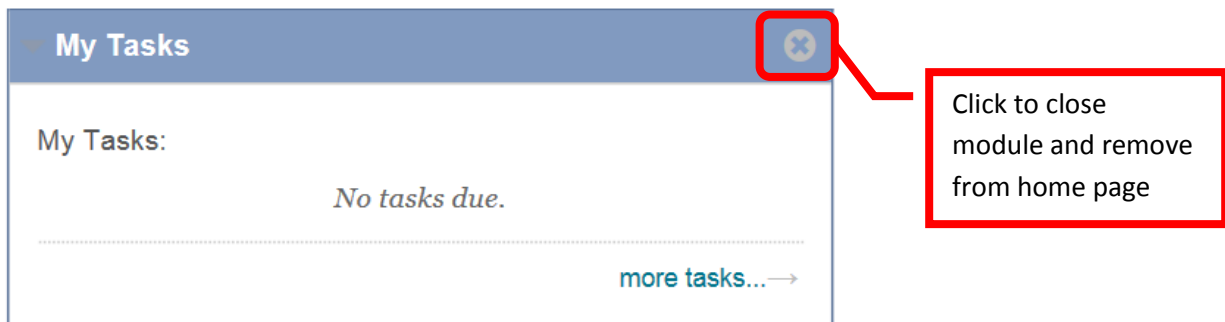 My Tasks
My Tasks:
No tasks due.
more tasks...→
Click to close
module and remove
from home page